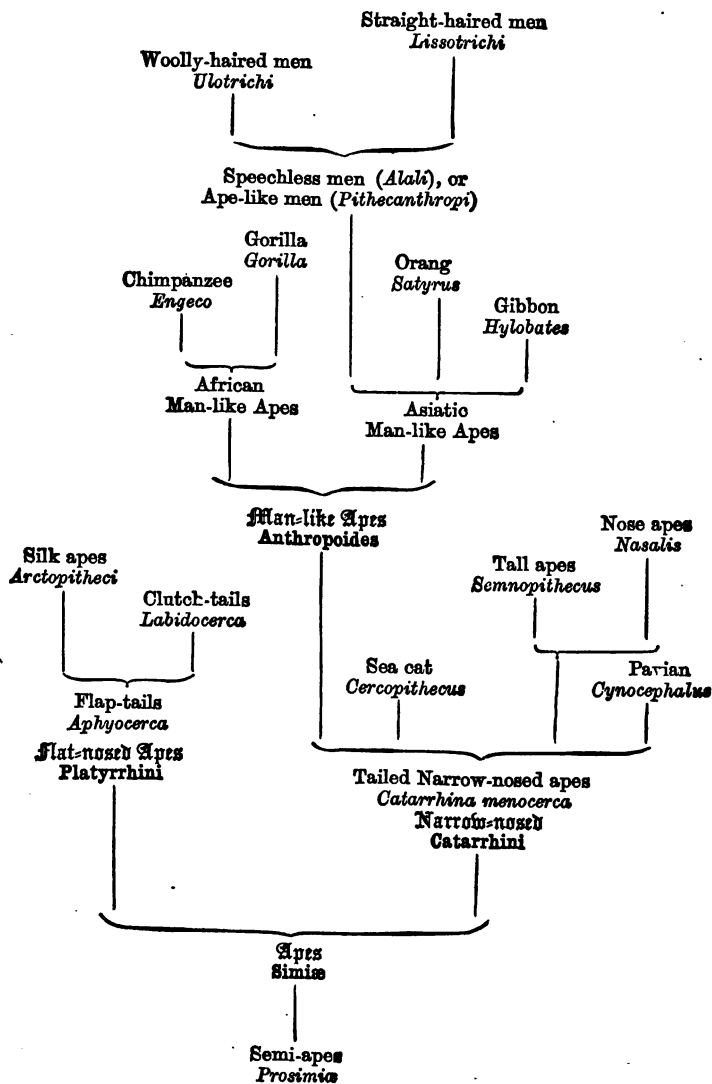 Straight-haired men
Lissotrichi
Woolly-haired men
Ulotrichi
Speechless men (Alali), or
Ape-like men (Pithecanthropi)
Gorilla
Gorilla
Chimpanzee
Engeco
Orang
Satyrus
Gibbon
Hylobates
African
Man-like Apes
Asiatic
Man-like Apes
Man-like Apes
Anthropoides
Nose apes
Nasalis
Silk apes
Arctopitheci
Tall apes
Semnopithecus
Clutch-tails
Labidocerca
Sea cat
Cercopithecus
Pavian
Cynocephalus
Flap-tails
Aphyocerca
Flat-nosed Apes
Platyrrhini
Tailed Narrow-nosed apes
Catarrhina menocerca
Narrow-nosed
Catarrhini
Apes
Simiæ
Semi-apes
Prosimiæ